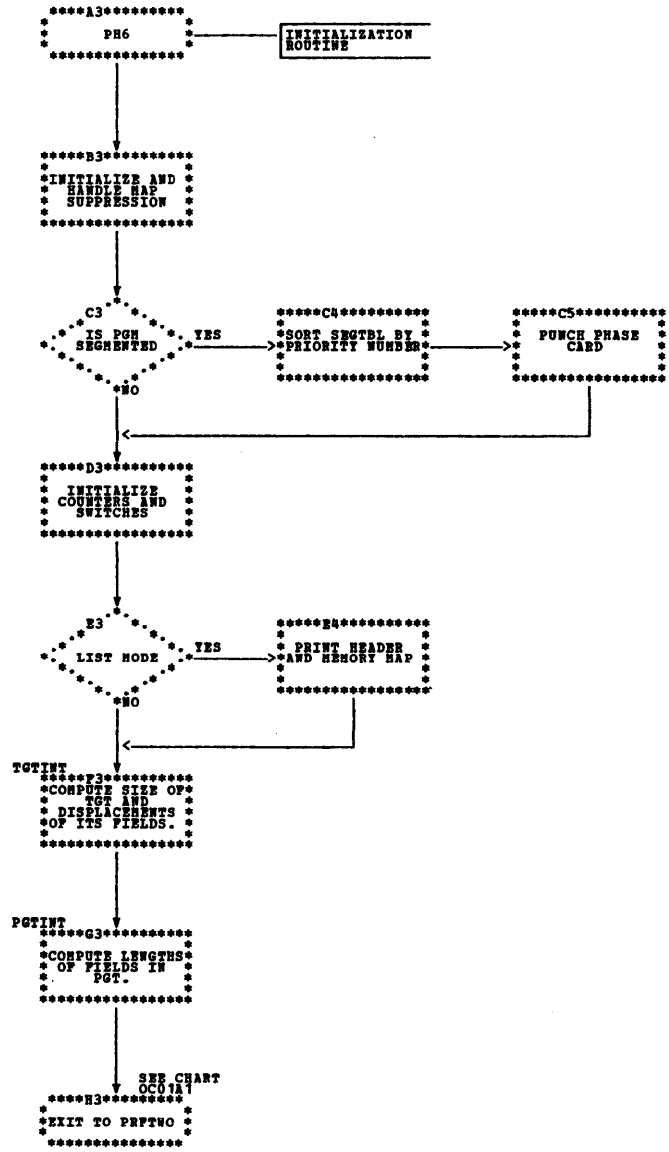 A3
PH6
INITIALIZATION
ROUTINE
B3
INITIALIZE AND
HANDLE MAP
SUPPRESSION
C3
IS PGM
SEGMENTED
YES
NO
C4
SORT SEGTBL BY
PRIORITY NUMBER
C5
PUNCH PHASE
CARD
D3
INITIALIZE
COUNTERS AND
SWITCHES
E3
LIST MODE
YES
NO
E4
PRINT HEADER
AND MEMORY MAP
TGTINT
F3
COMPUTE SIZE OF
TGT AND
DISPLACEMENTS
OF ITS FIELDS.
PGTINT
G3
COMPUTE LENGTHS
OF FIELDS IN
PGT.
SEE CHART
OC01A1
H3
EXIT TO PRFTWO